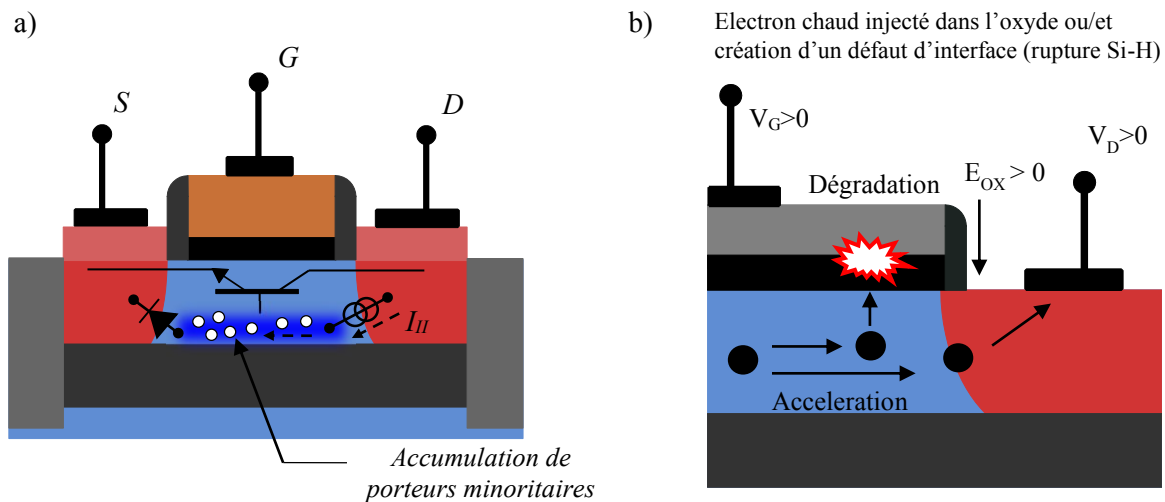 a)
S
G
D
I_II
Accumulation de
porteurs minoritaires
b)
Electron chaud injecté dans l’oxyde ou/et
création d’un défaut d’interface (rupture Si-H)
V_G>0
V_D>0
E_OX > 0
Dégradation
Acceleration